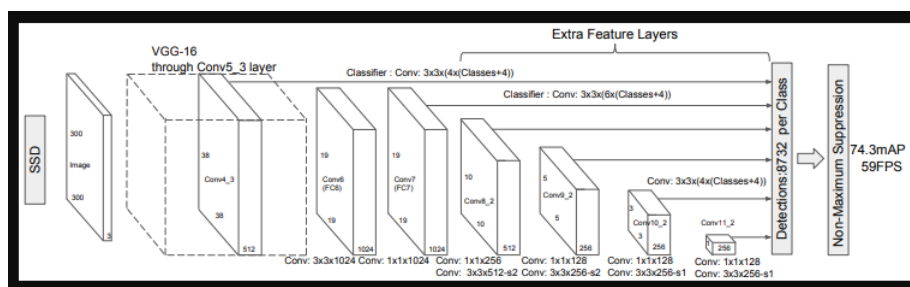 Extra Feature Layers
VGG-16
through Conv5_3 layer
Classifier : Conv: 3x3x(4x(Classes+4))
Classifier : Conv: 3x3x(6x(Classes+4))
SSD
300
Image
300
3
38
Conv4_3
38
512
19
Conv6
(FC6)
19
1024
19
Conv7
(FC7)
19
1024
10
Conv8_2
10
512
5
Conv9_2
5
256
Conv: 3x3x(4x(Classes+4))
3
Conv10_2
3
256
Conv11_2
1
256
Detections:8732 per Class
Non-Maximum Suppression
74.3mAP
59FPS
Conv: 3x3x1024
Conv: 1x1x1024
Conv: 1x1x256
Conv: 3x3x512-s2
Conv: 1x1x128
Conv: 3x3x256-s2
Conv: 1x1x128
Conv: 3x3x256-s1
Conv: 1x1x128
Conv: 3x3x256-s1